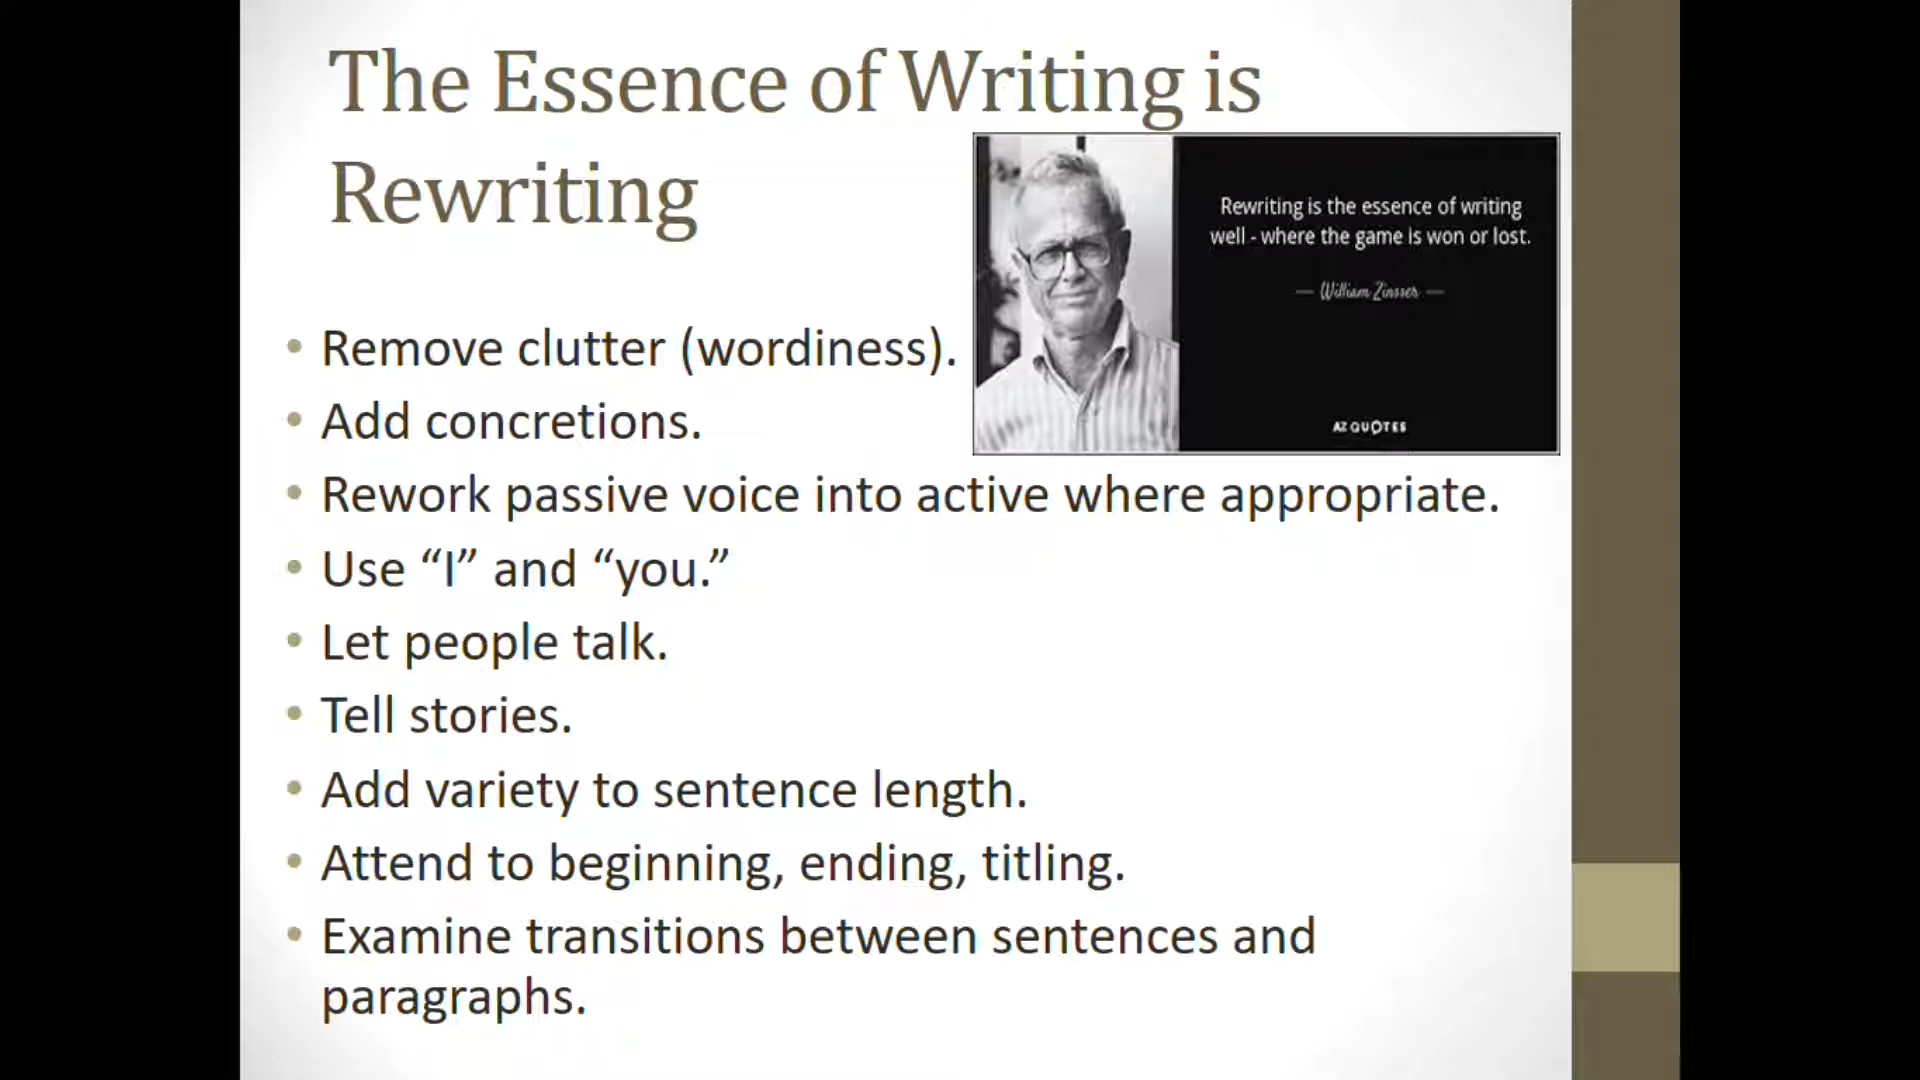 The Essence of Writing is
Rewriting
Rewriting is the essence of writing
well - where the game is won or lost.
— William Zinsser —
AZ QUOTES
• Remove clutter (wordiness).
• Add concretions.
• Rework passive voice into active where appropriate.
• Use “I” and “you.”
• Let people talk.
• Tell stories.
• Add variety to sentence length.
• Attend to beginning, ending, titling.
• Examine transitions between sentences and
paragraphs.